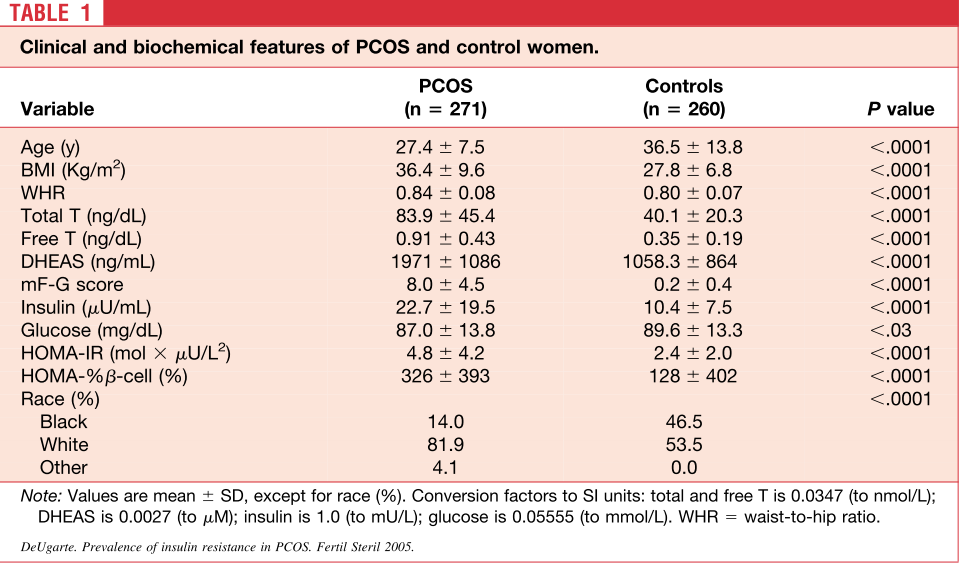 TABLE 1
Clinical and biochemical features of PCOS and control women.
Variable PCOS (n = 271) Controls (n = 260) P value
Age (y) 27.4 ± 7.5 36.5 ± 13.8 <.0001
BMI (Kg/m²) 36.4 ± 9.6 27.8 ± 6.8 <.0001
WHR 0.84 ± 0.08 0.80 ± 0.07 <.0001
Total T (ng/dL) 83.9 ± 45.4 40.1 ± 20.3 <.0001
Free T (ng/dL) 0.91 ± 0.43 0.35 ± 0.19 <.0001
DHEAS (ng/mL) 1971 ± 1086 1058.3 ± 864 <.0001
mF-G score 8.0 ± 4.5 0.2 ± 0.4 <.0001
Insulin (μU/mL) 22.7 ± 19.5 10.4 ± 7.5 <.0001
Glucose (mg/dL) 87.0 ± 13.8 89.6 ± 13.3 <.03
HOMA-IR (mol × μU/L²) 4.8 ± 4.2 2.4 ± 2.0 <.0001
HOMA-%β-cell (%) 326 ± 393 128 ± 402 <.0001
Race (%) <.0001
Black 14.0 46.5
White 81.9 53.5
Other 4.1 0.0
Note: Values are mean ± SD, except for race (%). Conversion factors to SI units: total and free T is 0.0347 (to nmol/L);
DHEAS is 0.0027 (to μM); insulin is 1.0 (to mU/L); glucose is 0.05555 (to mmol/L). WHR = waist-to-hip ratio.
DeUgarte. Prevalence of insulin resistance in PCOS. Fertil Steril 2005.